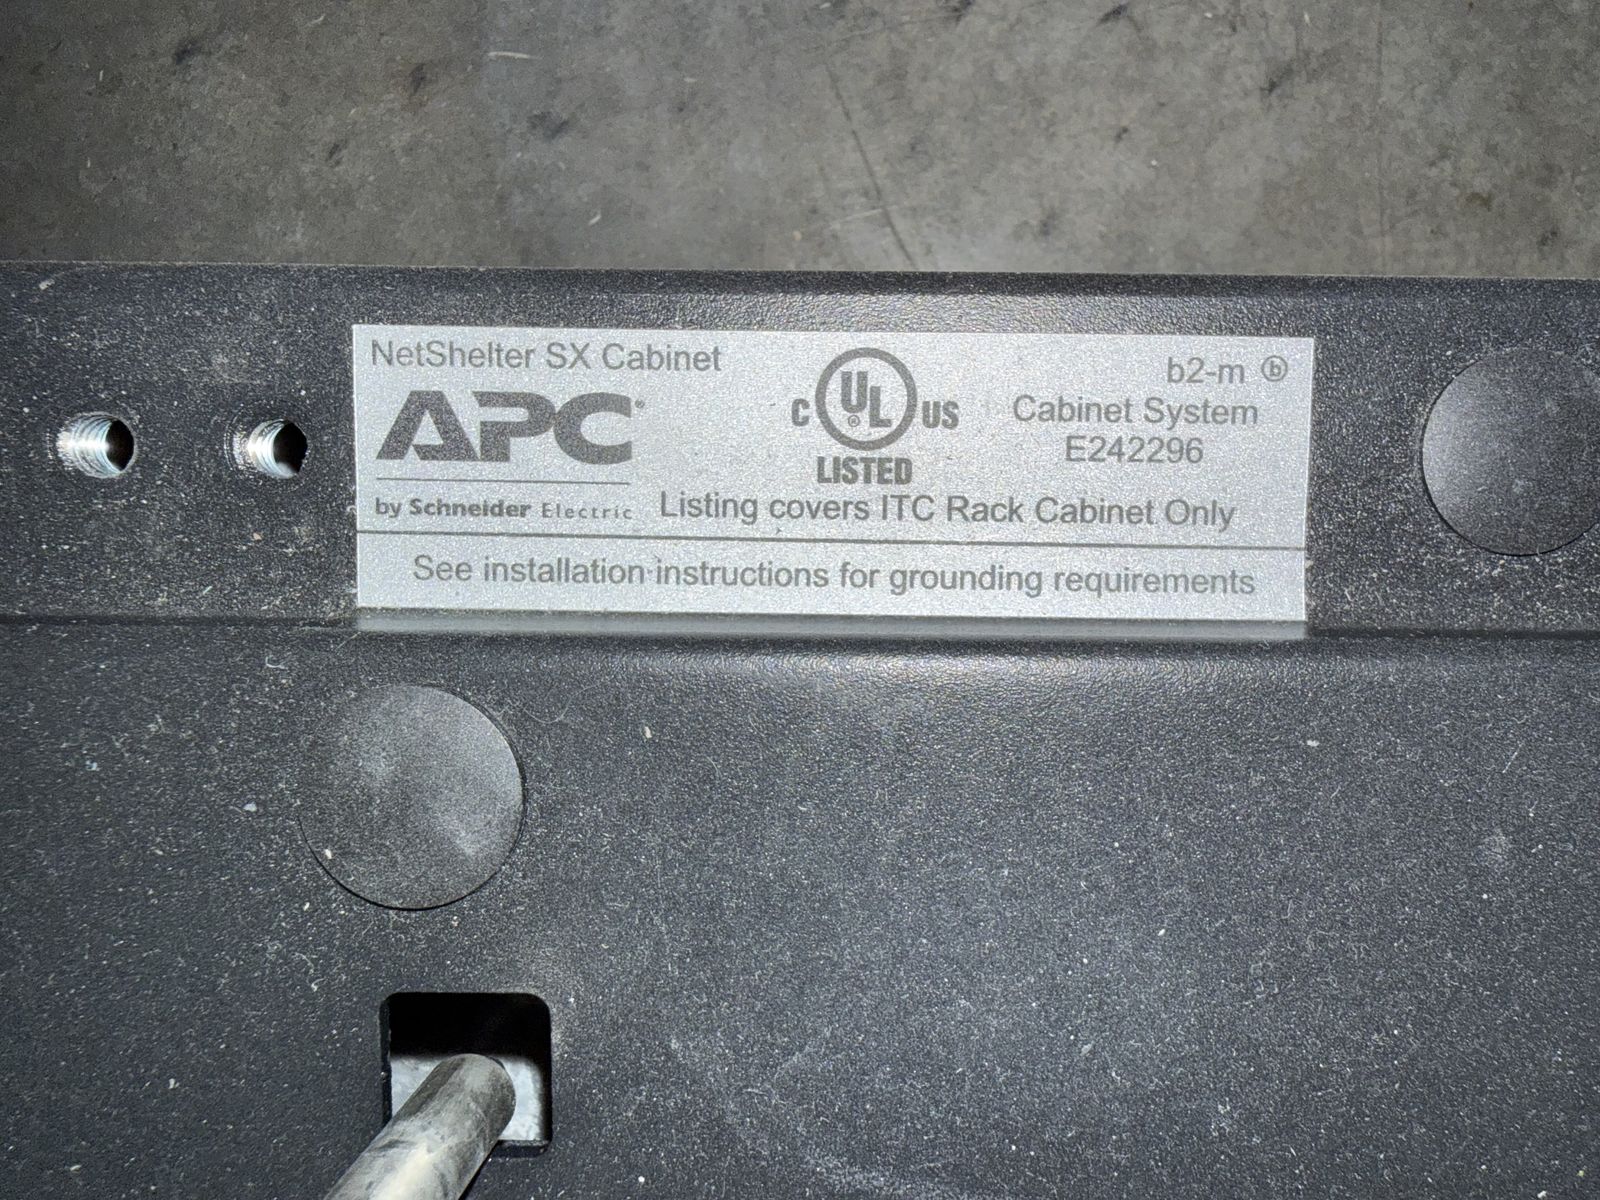 NetShelter SX Cabinet
APC®
by Schneider Electric
C UL® US
LISTED
b2-m ⓑ
Cabinet System
E242296
Listing covers ITC Rack Cabinet Only
See installation instructions for grounding requirements